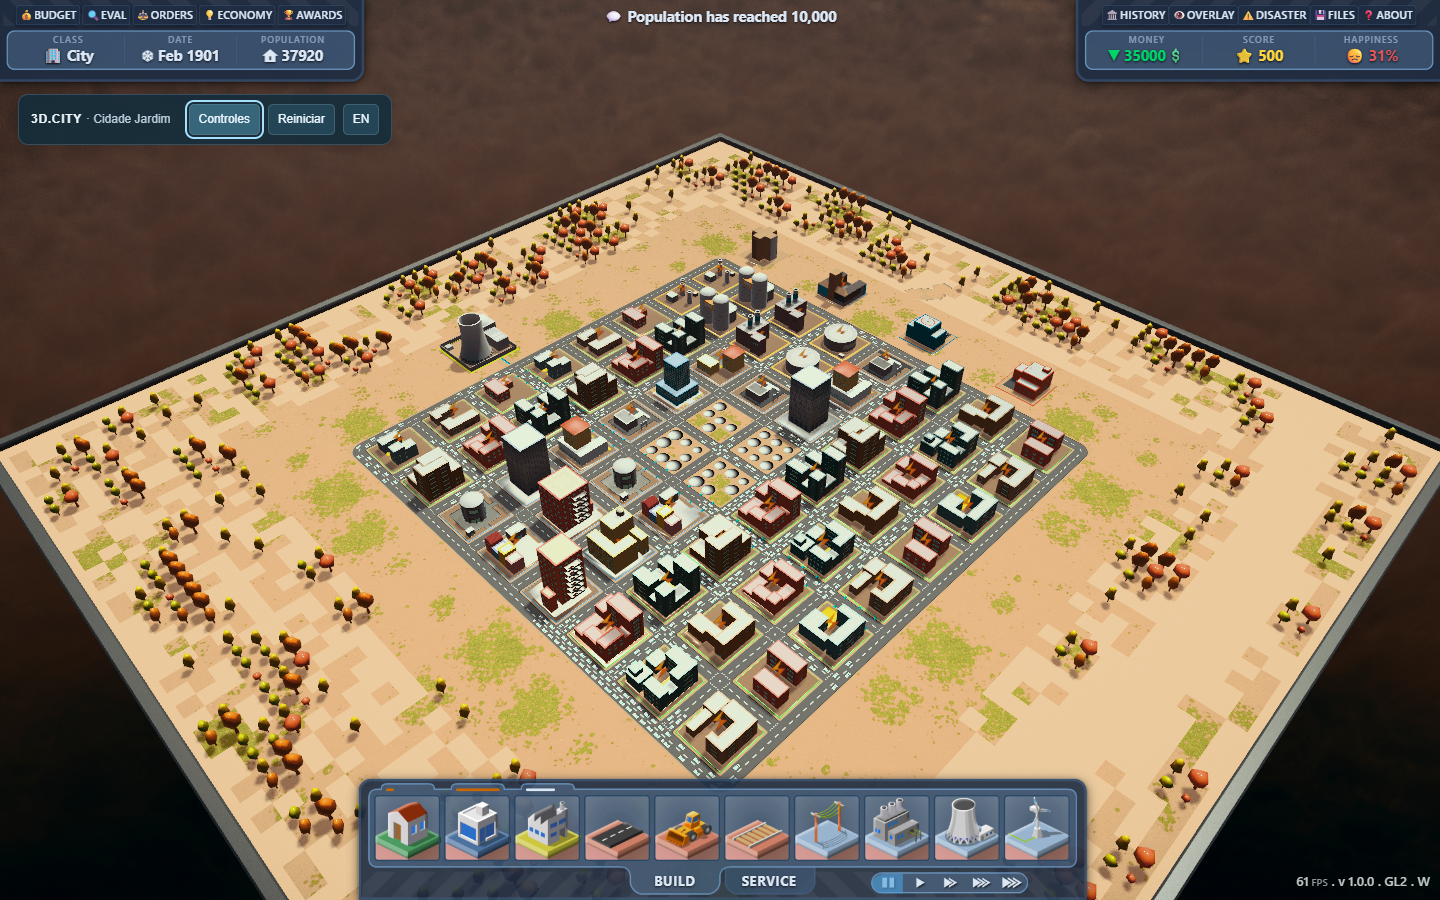 BUDGET EVAL ORDERS ECONOMY AWARDS
CLASS DATE POPULATION
City Feb 1901 37920
Population has reached 10,000
HISTORY OVERLAY DISASTER FILES ABOUT
MONEY SCORE HAPPINESS
35000 $ 500 31%
3D.CITY · Cidade Jardim Controles Reiniciar EN
BUILD SERVICE
61 FPS . v 1.0.0 . GL2 . W